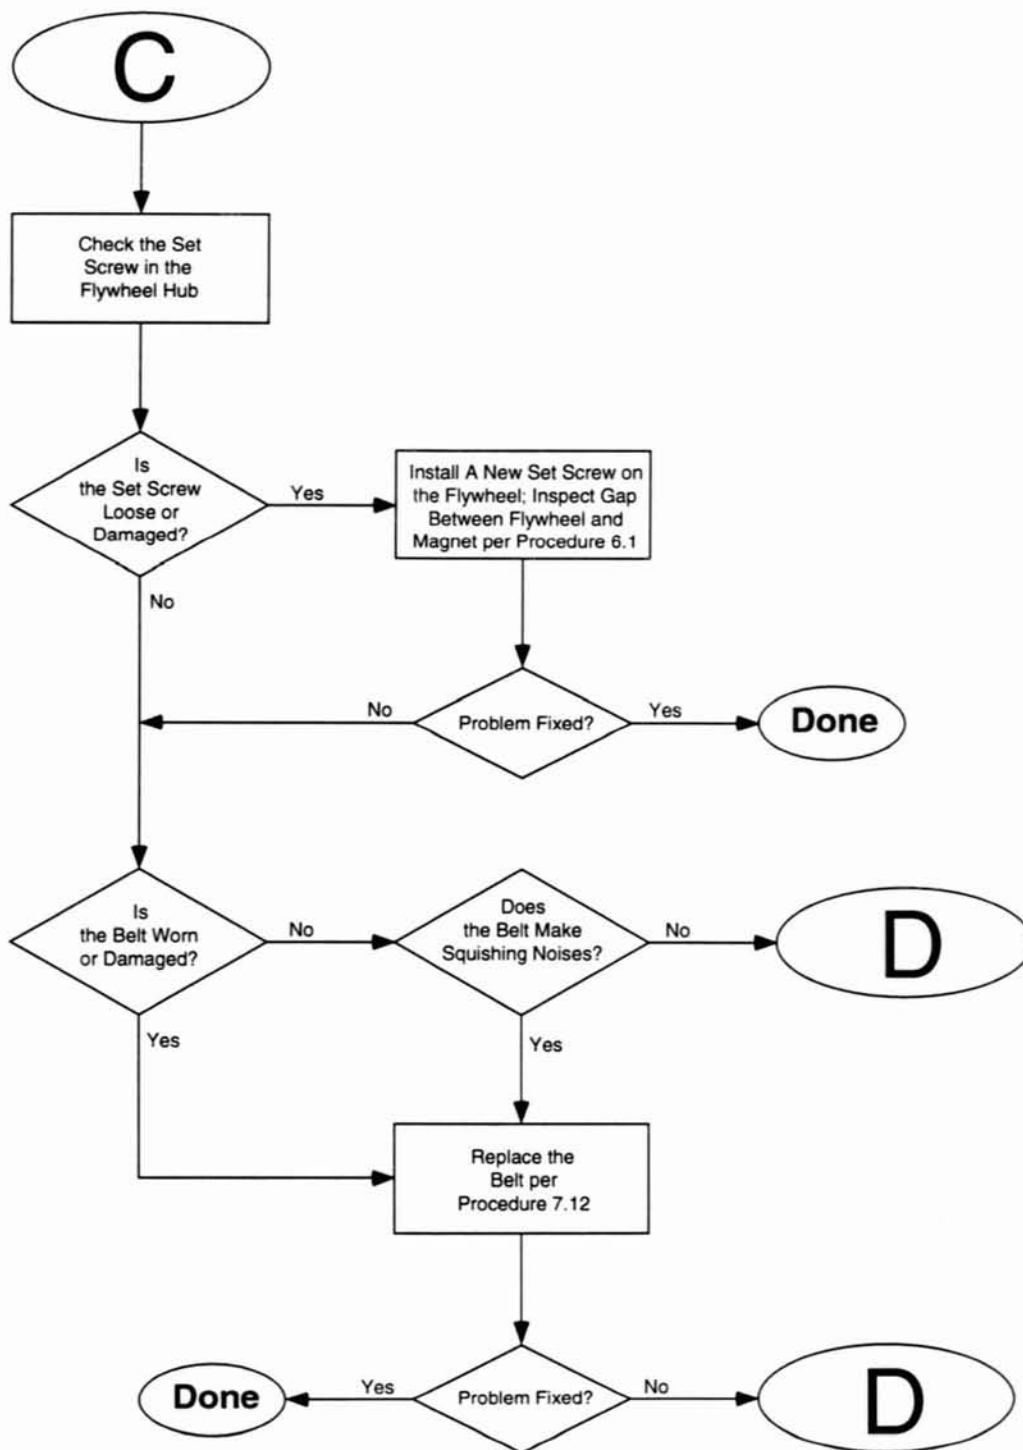 C
Check the Set
Screw in the
Flywheel Hub
Is
the Set Screw
Loose or
Damaged?
Yes
Install A New Set Screw on
the Flywheel; Inspect Gap
Between Flywheel and
Magnet per Procedure 6.1
No
No
Problem Fixed?
Yes
Done
Is
the Belt Worn
or Damaged?
No
Does
the Belt Make
Squishing Noises?
No
D
Yes
Yes
Replace the
Belt per
Procedure 7.12
Done
Yes
Problem Fixed?
No
D